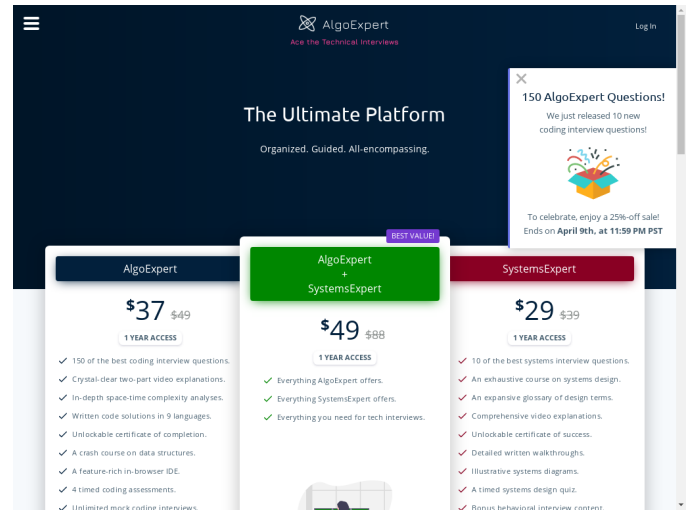 AlgoExpert
Ace the Technical Interviews
Log In
150 AlgoExpert Questions!
We just released 10 new
coding interview questions!
To celebrate, enjoy a 25%-off sale!
Ends on April 9th, at 11:59 PM PST
The Ultimate Platform
Organized. Guided. All-encompassing.
AlgoExpert
$37 $49
1 YEAR ACCESS
150 of the best coding interview questions.
Crystal-clear two-part video explanations.
In-depth space-time complexity analyses.
Written code solutions in 9 languages.
Unlockable certificate of completion.
A crash course on data structures.
A feature-rich in-browser IDE.
4 timed coding assessments.
Unlimited mock coding interviews.
BEST VALUE!
AlgoExpert
+
SystemsExpert
$49 $88
1 YEAR ACCESS
Everything AlgoExpert offers.
Everything SystemsExpert offers.
Everything you need for tech interviews.
SystemsExpert
$29 $39
1 YEAR ACCESS
10 of the best systems interview questions.
An exhaustive course on systems design.
An expansive glossary of design terms.
Comprehensive video explanations.
Unlockable certificate of success.
Detailed written walkthroughs.
Illustrative systems diagrams.
A timed systems design quiz.
Bonus behavioral interview content.